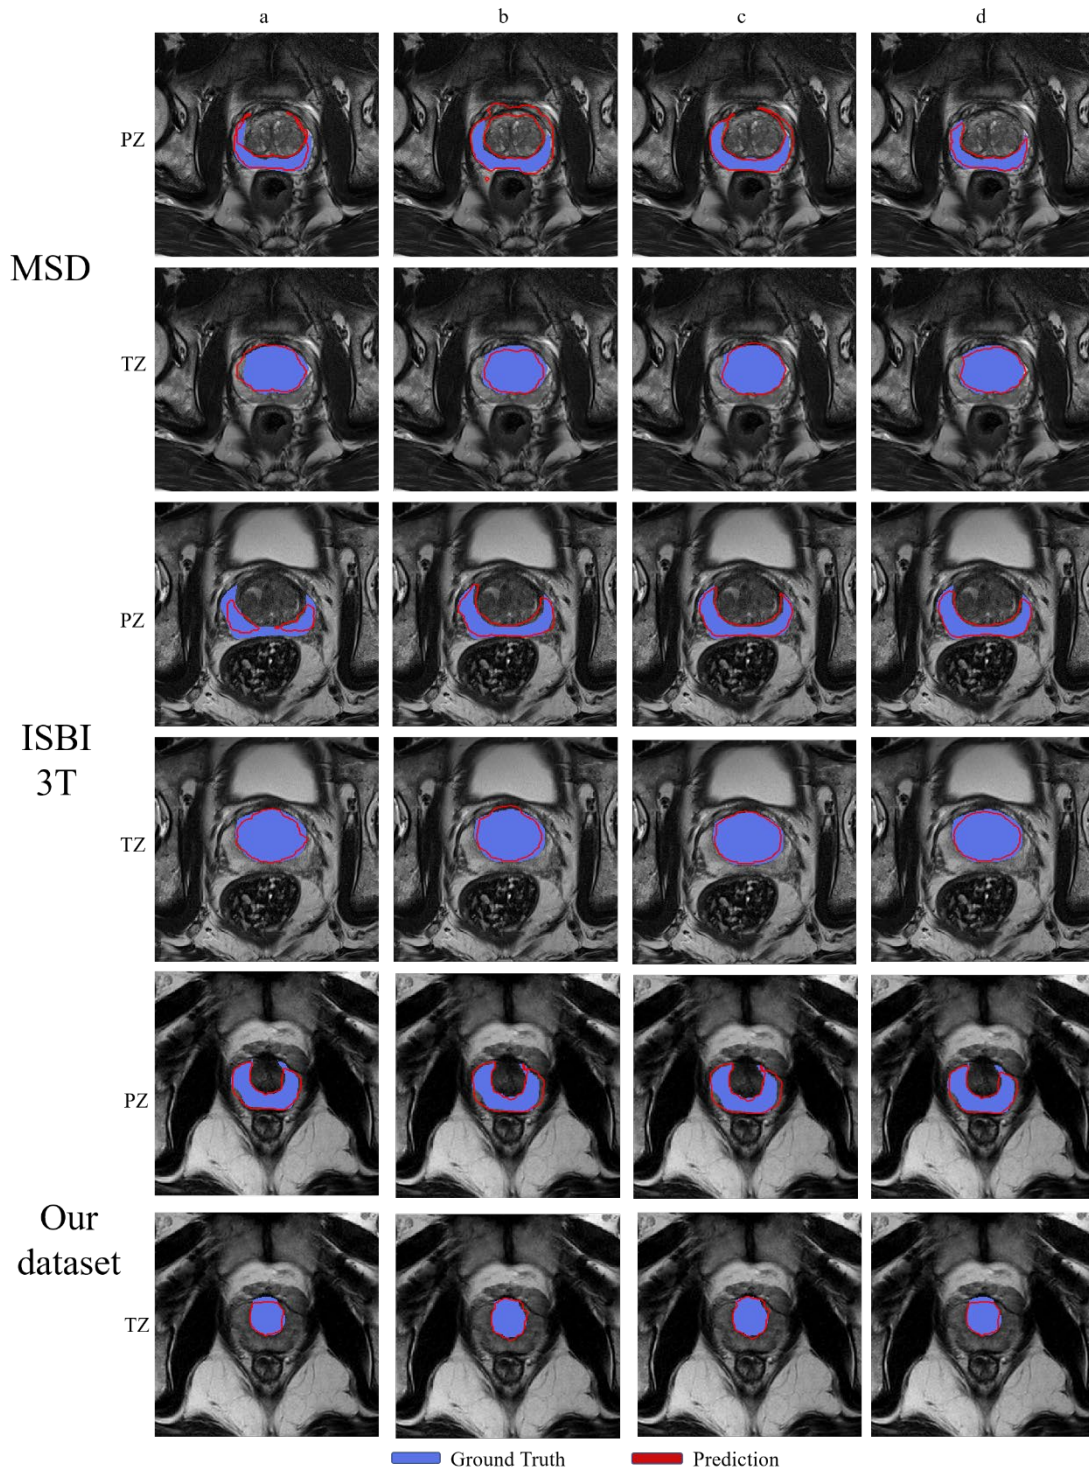 a b c d
PZ
MSD
TZ
PZ
ISBI
3T
TZ
PZ
Our
dataset
TZ
Ground Truth Prediction